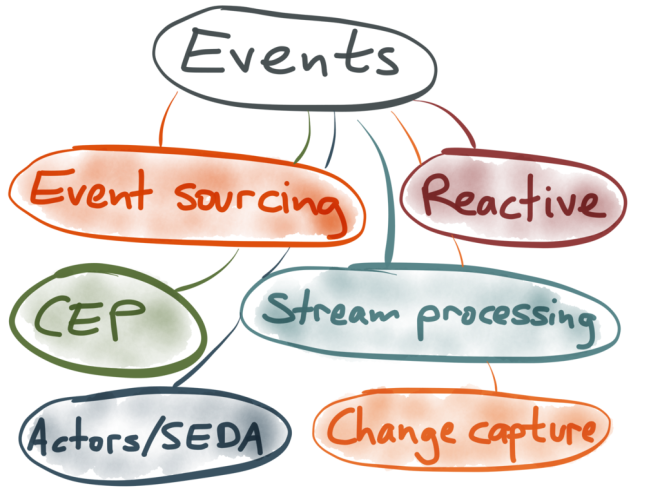 Events
Event sourcing
Reactive
CEP
Stream processing
Actors/SEDA
Change capture